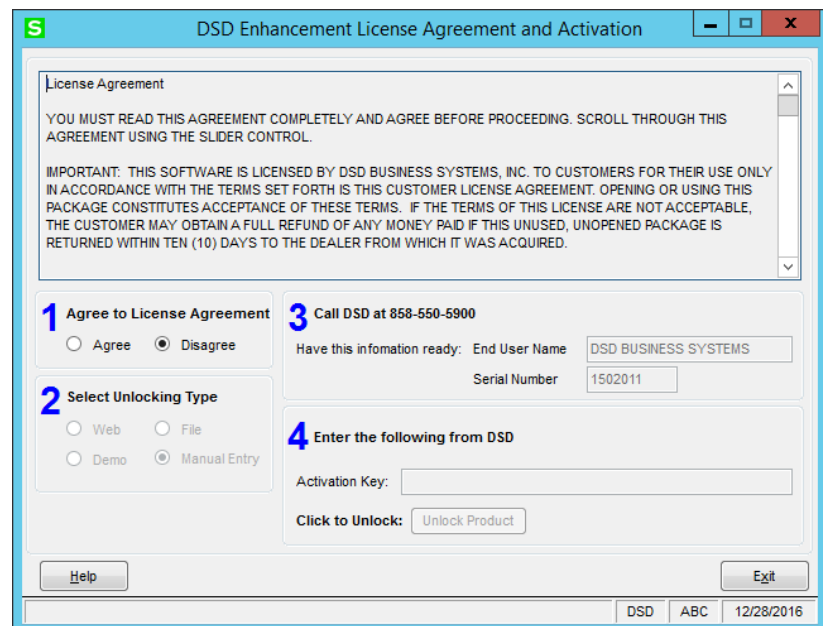 S
DSD Enhancement License Agreement and Activation
License Agreement
YOU MUST READ THIS AGREEMENT COMPLETELY AND AGREE BEFORE PROCEEDING. SCROLL THROUGH THIS
AGREEMENT USING THE SLIDER CONTROL.
IMPORTANT: THIS SOFTWARE IS LICENSED BY DSD BUSINESS SYSTEMS, INC. TO CUSTOMERS FOR THEIR USE ONLY
IN ACCORDANCE WITH THE TERMS SET FORTH IS THIS CUSTOMER LICENSE AGREEMENT. OPENING OR USING THIS
PACKAGE CONSTITUTES ACCEPTANCE OF THESE TERMS. IF THE TERMS OF THIS LICENSE ARE NOT ACCEPTABLE,
THE CUSTOMER MAY OBTAIN A FULL REFUND OF ANY MONEY PAID IF THIS UNUSED, UNOPENED PACKAGE IS
RETURNED WITHIN TEN (10) DAYS TO THE DEALER FROM WHICH IT WAS ACQUIRED.
1 Agree to License Agreement
Agree Disagree
2 Select Unlocking Type
Web File
Demo Manual Entry
3 Call DSD at 858-550-5900
Have this infomation ready: End User Name DSD BUSINESS SYSTEMS
Serial Number 1502011
4 Enter the following from DSD
Activation Key:
Click to Unlock: Unlock Product
Help Exit
DSD ABC 12/28/2016